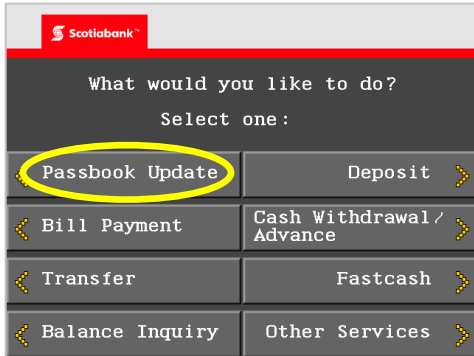 Scotiabank™
What would you like to do?
Select one:
Passbook Update
Deposit
Bill Payment
Cash Withdrawal/
Advance
Transfer
Fastcash
Balance Inquiry
Other Services